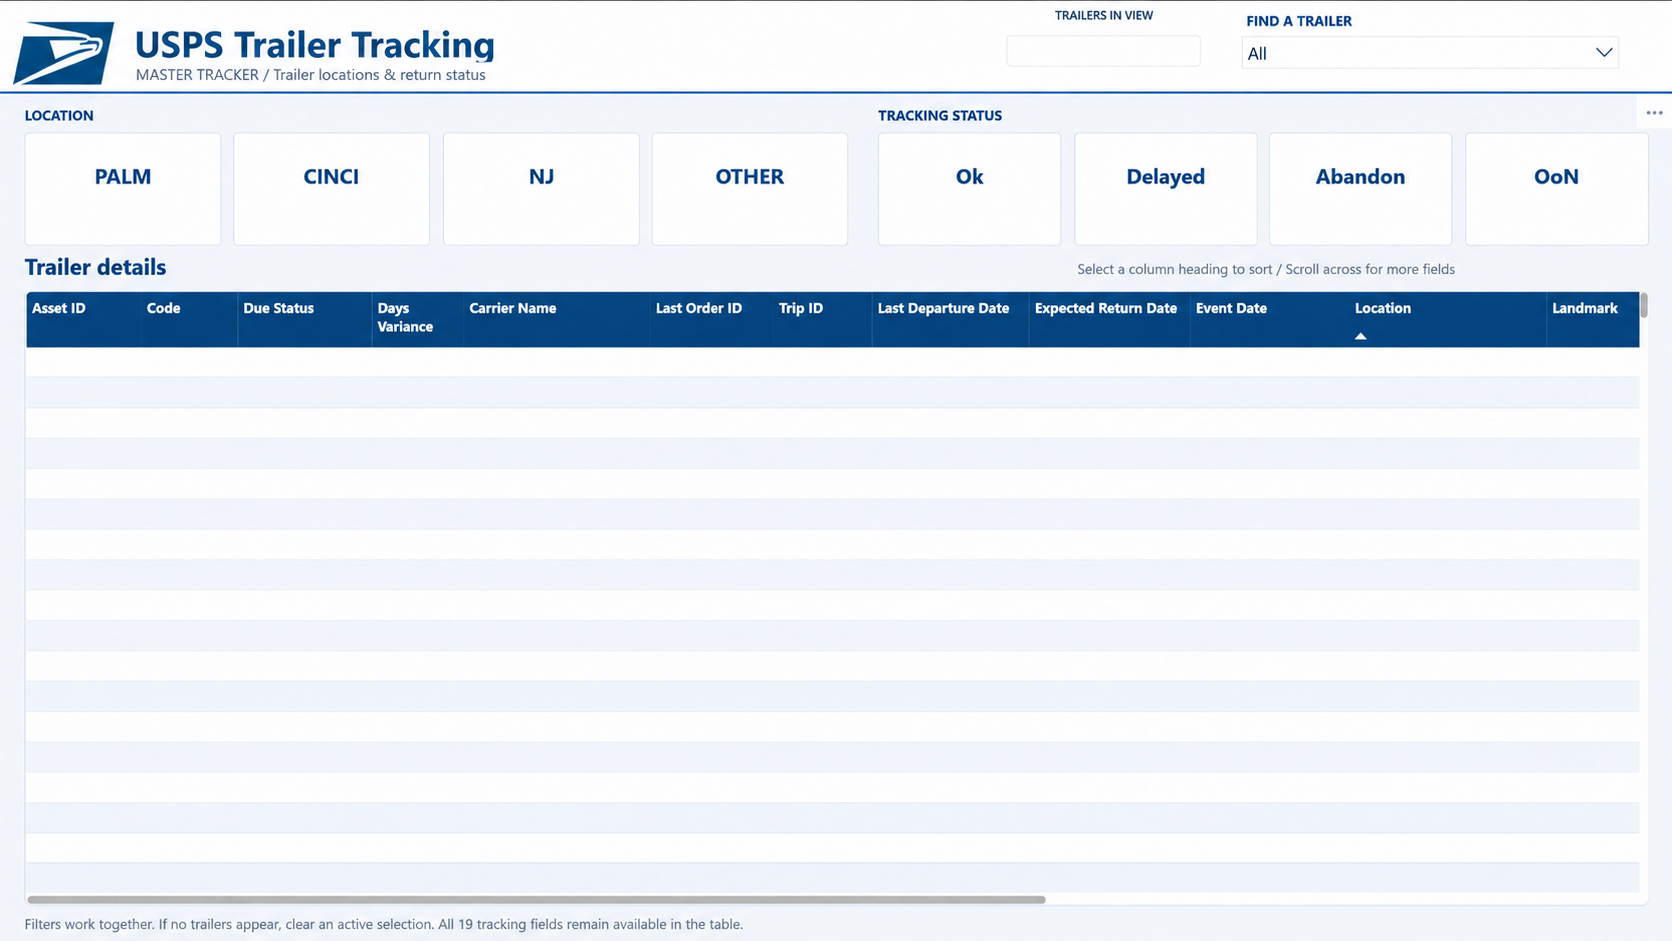 USPS Trailer Tracking
MASTER TRACKER / Trailer locations & return status
TRAILERS IN VIEW
FIND A TRAILER
All
LOCATION
PALM
CINCI
NJ
OTHER
TRACKING STATUS
Ok
Delayed
Abandon
OoN
Trailer details
Select a column heading to sort / Scroll across for more fields
Asset ID
Code
Due Status
Days
Variance
Carrier Name
Last Order ID
Trip ID
Last Departure Date
Expected Return Date
Event Date
Location
Landmark
Filters work together. If no trailers appear, clear an active selection. All 19 tracking fields remain available in the table.